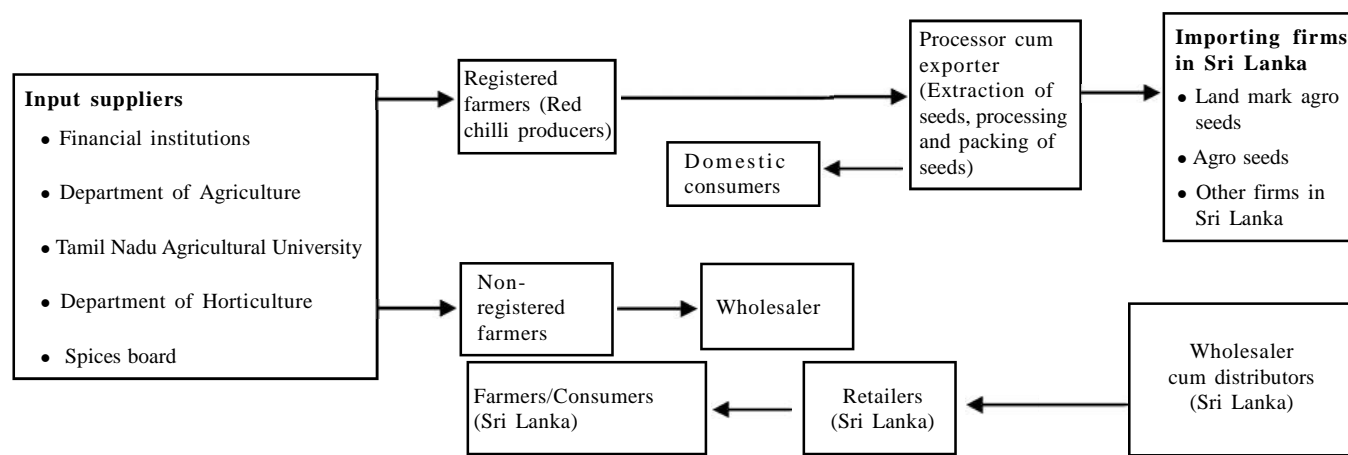 Input suppliers
• Financial institutions
• Department of Agriculture
• Tamil Nadu Agricultural University
• Department of Horticulture
• Spices board
Registered
farmers (Red
chilli producers)
Processor cum
exporter
(Extraction of
seeds, processing
and packing of
seeds)
Importing firms
in Sri Lanka
• Land mark agro
seeds
• Agro seeds
• Other firms in
Sri Lanka
Domestic
consumers
Non-
registered
farmers
Wholesaler
Wholesaler
cum distributors
(Sri Lanka)
Retailers
(Sri Lanka)
Farmers/Consumers
(Sri Lanka)